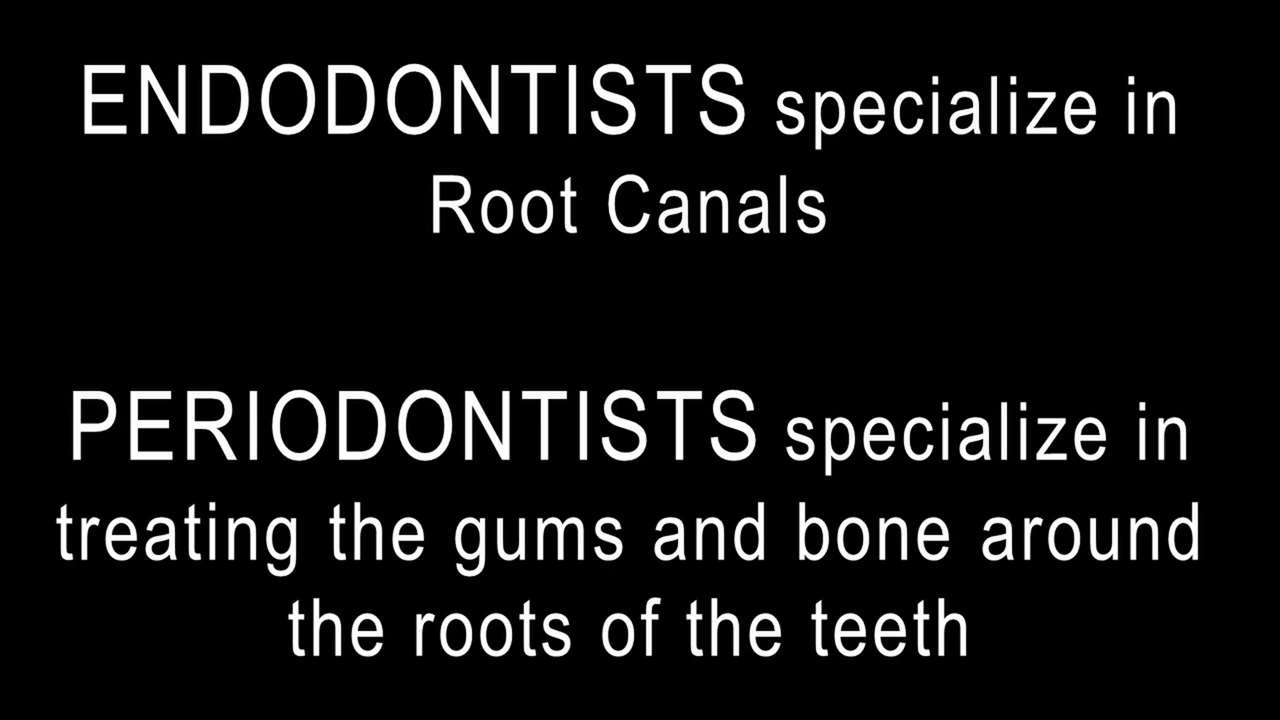 ENDODONTISTS specialize in
Root Canals
PERIODONTISTS specialize in
treating the gums and bone around
the roots of the teeth